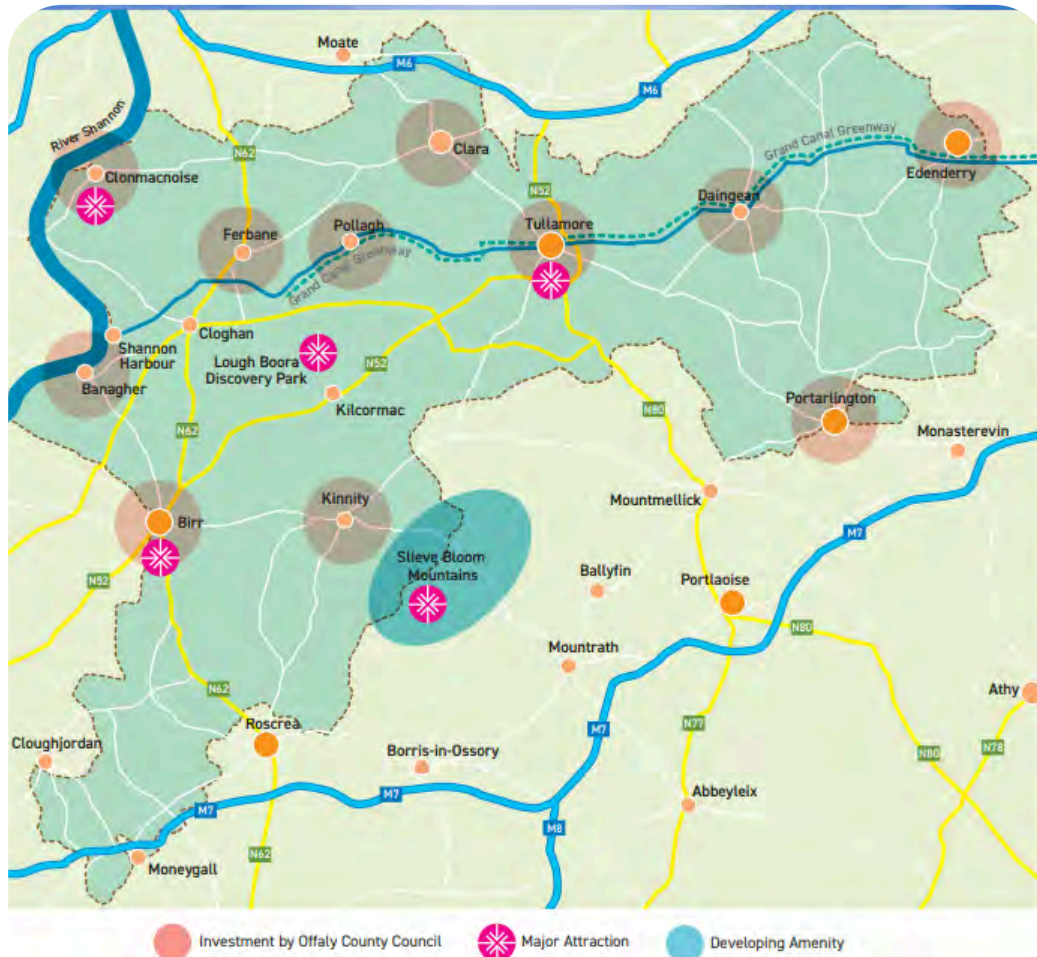 Moate
M6
M6
River Shannon
N62
Clara
Grand Canal Greenway
Edenderry
Clonmacnoise
N52
Daingean
Ferbane
Pollagh
Tullamore
Grand Canal Greenway
Cloghan
Shannon
Harbour
Banagher
Lough Boora
Discovery Park
N52
Kilcormac
N80
Portarlington
Monasterevin
N62
Kinnity
Mountmellick
Birr
M7
Slieve Bloom
Mountains
N52
Ballyfin
Portlaoise
N80
Mountrath
N62
Athy
Roscrea
N77
M7
N78
Cloughjordan
Borris-in-Ossory
N80
M7
M7
Abbeyleix
M8
N62
Moneygall
Investment by Offaly County Council
Major Attraction
Developing Amenity